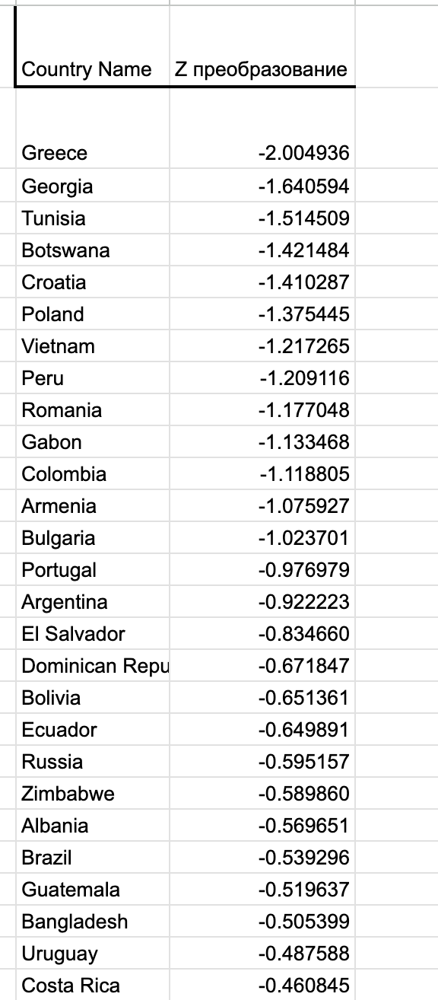 Country Name Z преобразование
Greece -2.004936
Georgia -1.640594
Tunisia -1.514509
Botswana -1.421484
Croatia -1.410287
Poland -1.375445
Vietnam -1.217265
Peru -1.209116
Romania -1.177048
Gabon -1.133468
Colombia -1.118805
Armenia -1.075927
Bulgaria -1.023701
Portugal -0.976979
Argentina -0.922223
El Salvador -0.834660
Dominican Repu -0.671847
Bolivia -0.651361
Ecuador -0.649891
Russia -0.595157
Zimbabwe -0.589860
Albania -0.569651
Brazil -0.539296
Guatemala -0.519637
Bangladesh -0.505399
Uruguay -0.487588
Costa Rica -0.460845